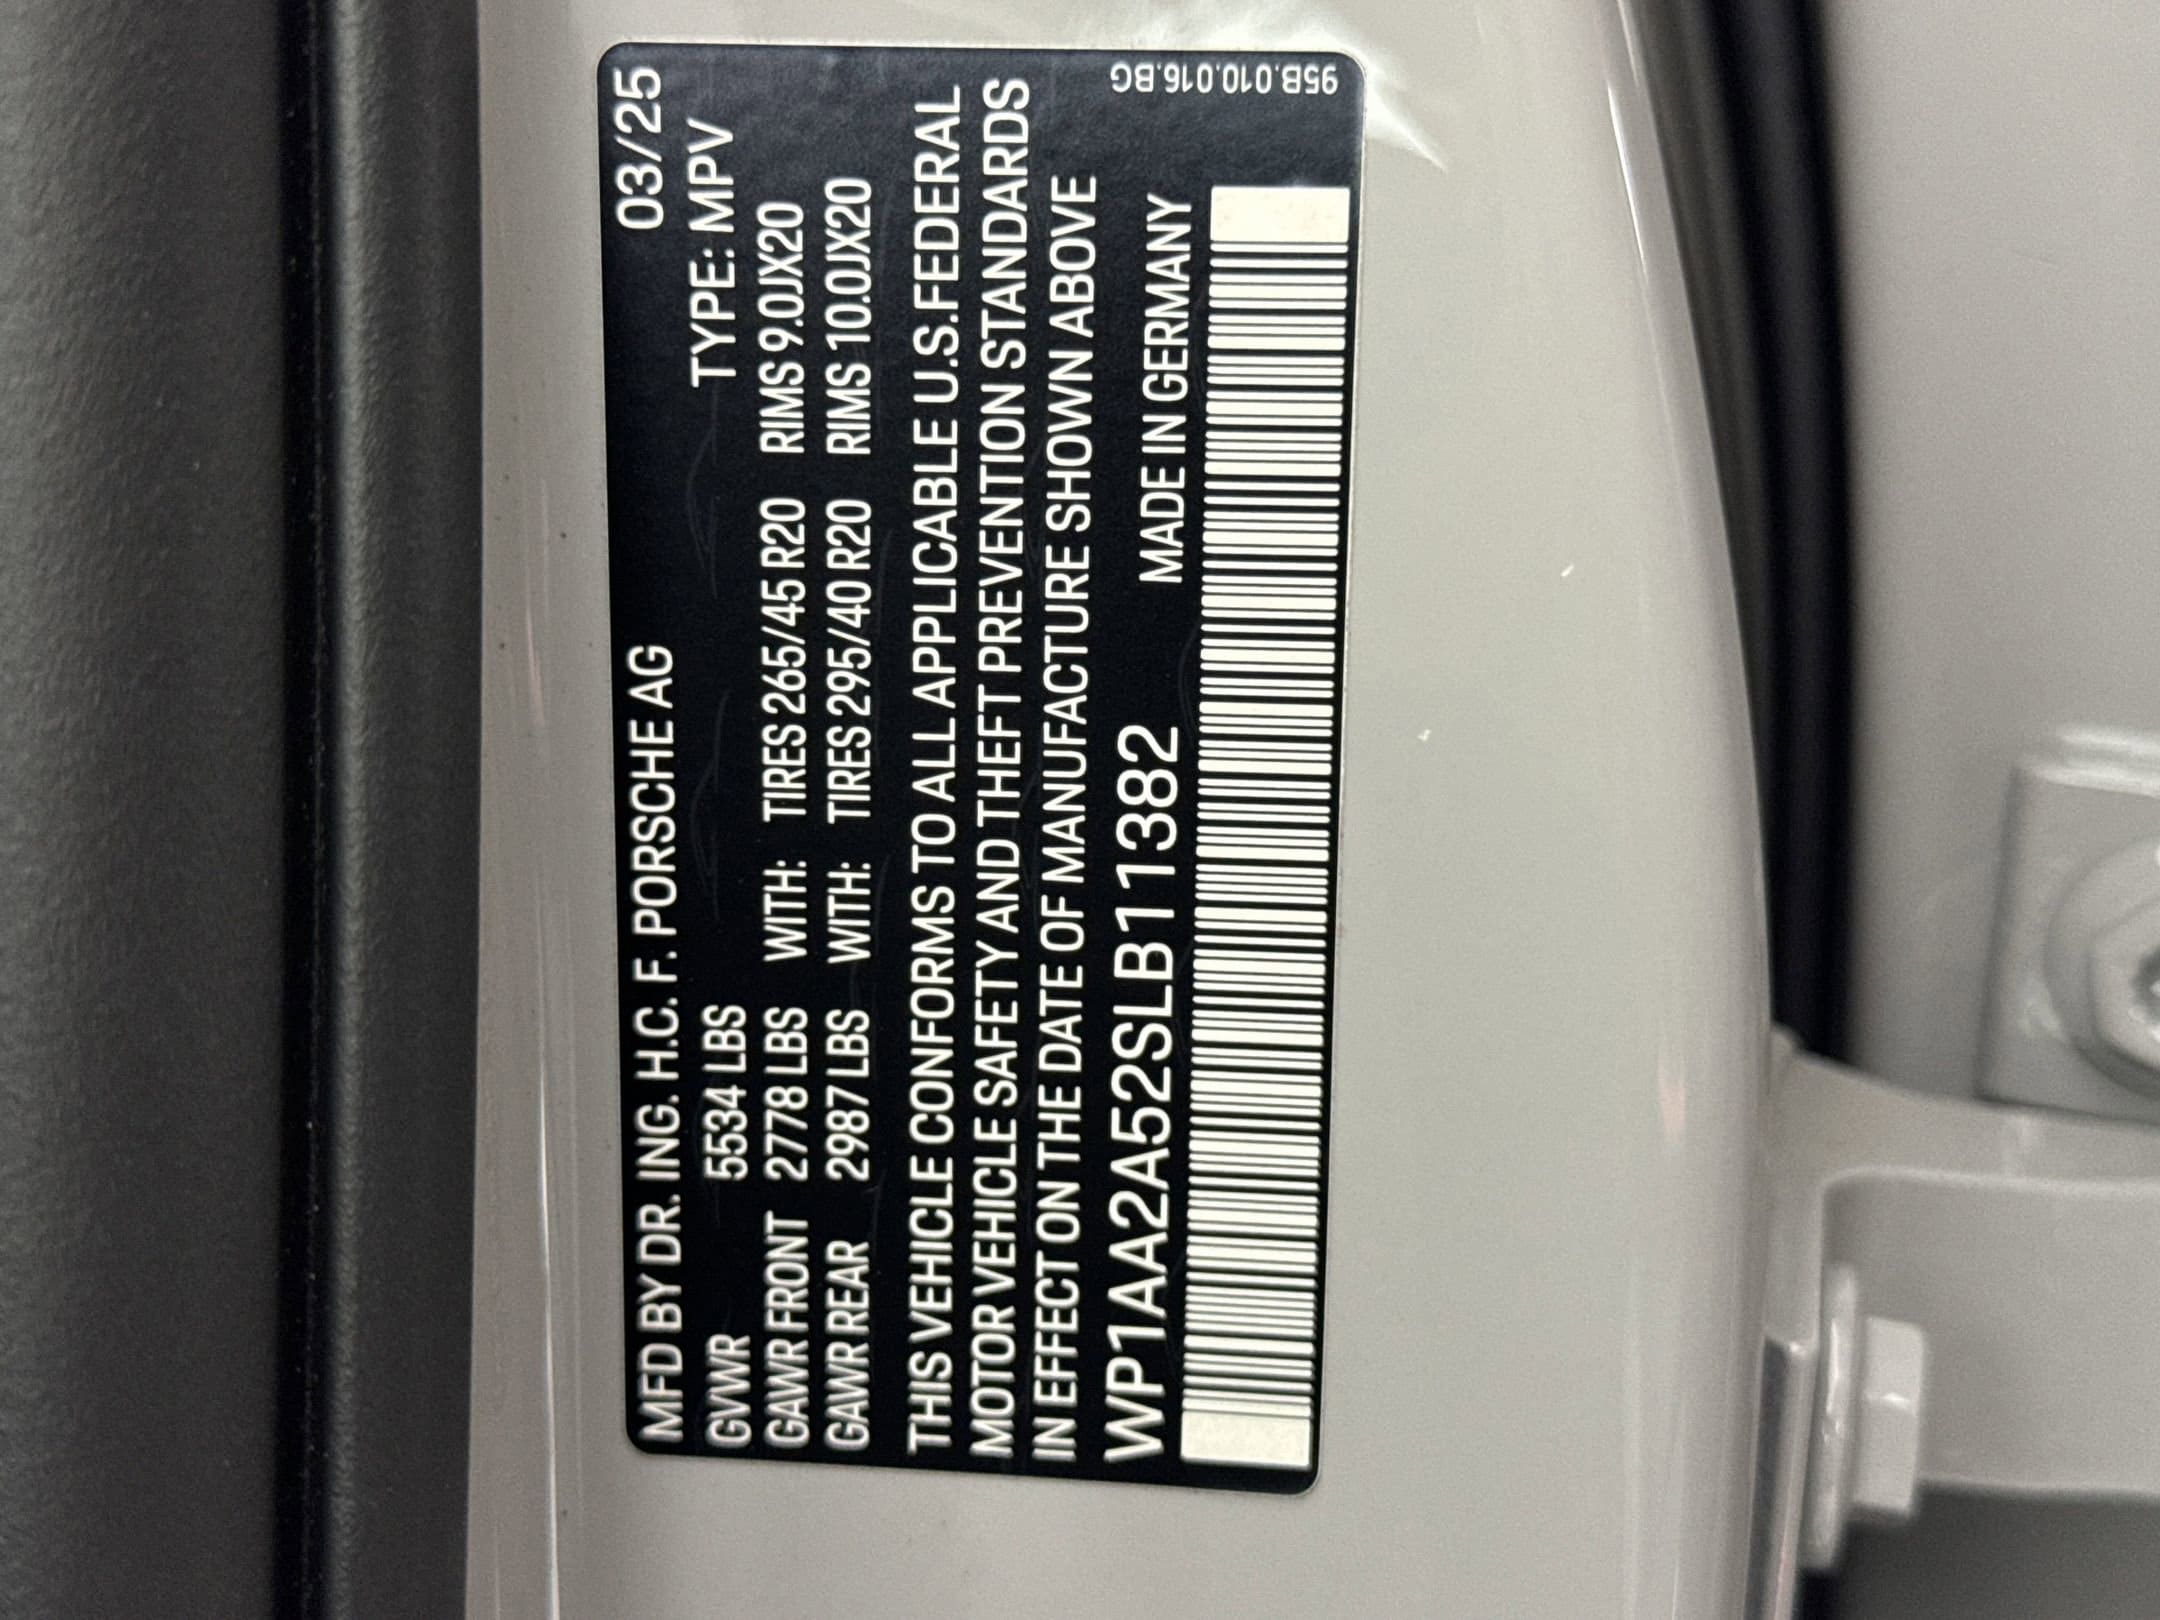 MFD BY DR. ING. H.C. F. PORSCHE AG 03/25
GVWR 5534 LBS TYPE: MPV
GAWR FRONT 2778 LBS WITH: TIRES 265/45 R20 RIMS 9.0JX20
GAWR REAR 2987 LBS WITH: TIRES 295/40 R20 RIMS 10.0JX20
THIS VEHICLE CONFORMS TO ALL APPLICABLE U.S.FEDERAL
MOTOR VEHICLE SAFETY AND THEFT PREVENTION STANDARDS
IN EFFECT ON THE DATE OF MANUFACTURE SHOWN ABOVE
WP1AA2A52SLB11382 MADE IN GERMANY
95B.010.016.BG